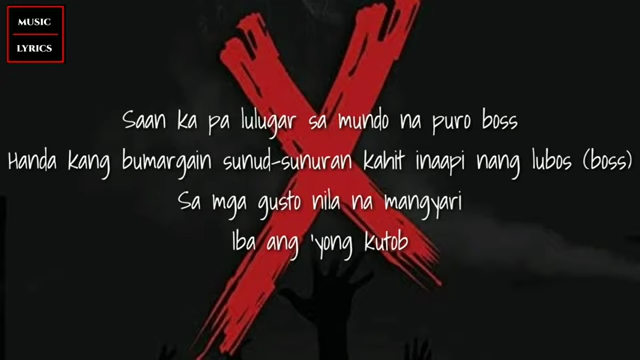 MUSIC
LYRICS
Saan ka pa lulugar sa mundo na puro boss
Handa kang bumargain sunud-sunuran kahit inaapi nang lubos (boss)
Sa mga gusto nila na mangyari
Iba ang 'yong kutob